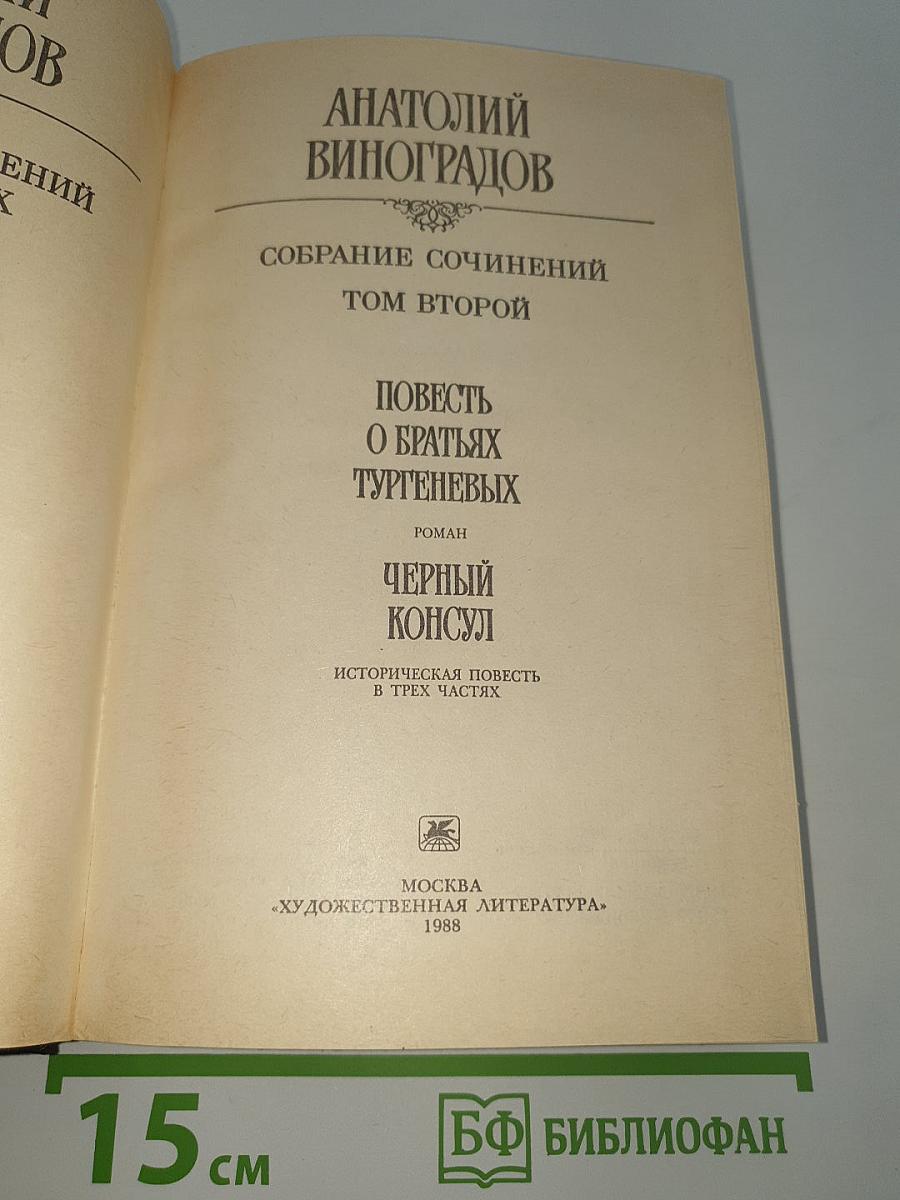 ЕНИЙ
Х
АНАТОЛИЙ
ВИНОГРАДОВ
СОБРАНИЕ СОЧИНЕНИЙ
ТОМ ВТОРОЙ
ПОВЕСТЬ
О БРАТЬЯХ
ТУРГЕНЕВЫХ
РОМАН
ЧЕРНЫЙ
КОНСУЛ
ИСТОРИЧЕСКАЯ ПОВЕСТЬ
В ТРЕХ ЧАСТЯХ
МОСКВА
«ХУДОЖЕСТВЕННАЯ ЛИТЕРАТУРА»
1988
15 СМ
БФ БИБЛИОФАН